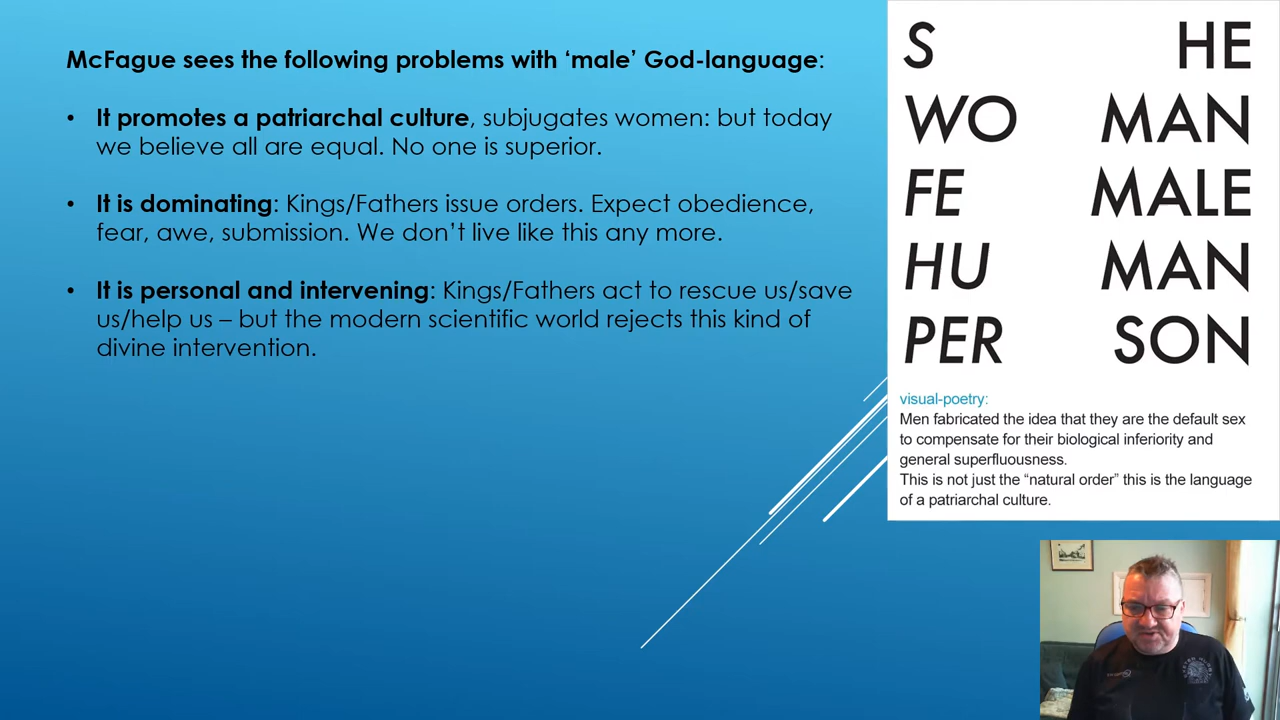 McFague sees the following problems with ‘male’ God-language:
• It promotes a patriarchal culture, subjugates women: but today
we believe all are equal. No one is superior.
• It is dominating: Kings/Fathers issue orders. Expect obedience,
fear, awe, submission. We don’t live like this any more.
• It is personal and intervening: Kings/Fathers act to rescue us/save
us/help us – but the modern scientific world rejects this kind of
divine intervention.
S HE
WO MAN
FE MALE
HU MAN
PER SON
visual-poetry:
Men fabricated the idea that they are the default sex
to compensate for their biological inferiority and
general superfluousness.
This is not just the “natural order” this is the language
of a patriarchal culture.